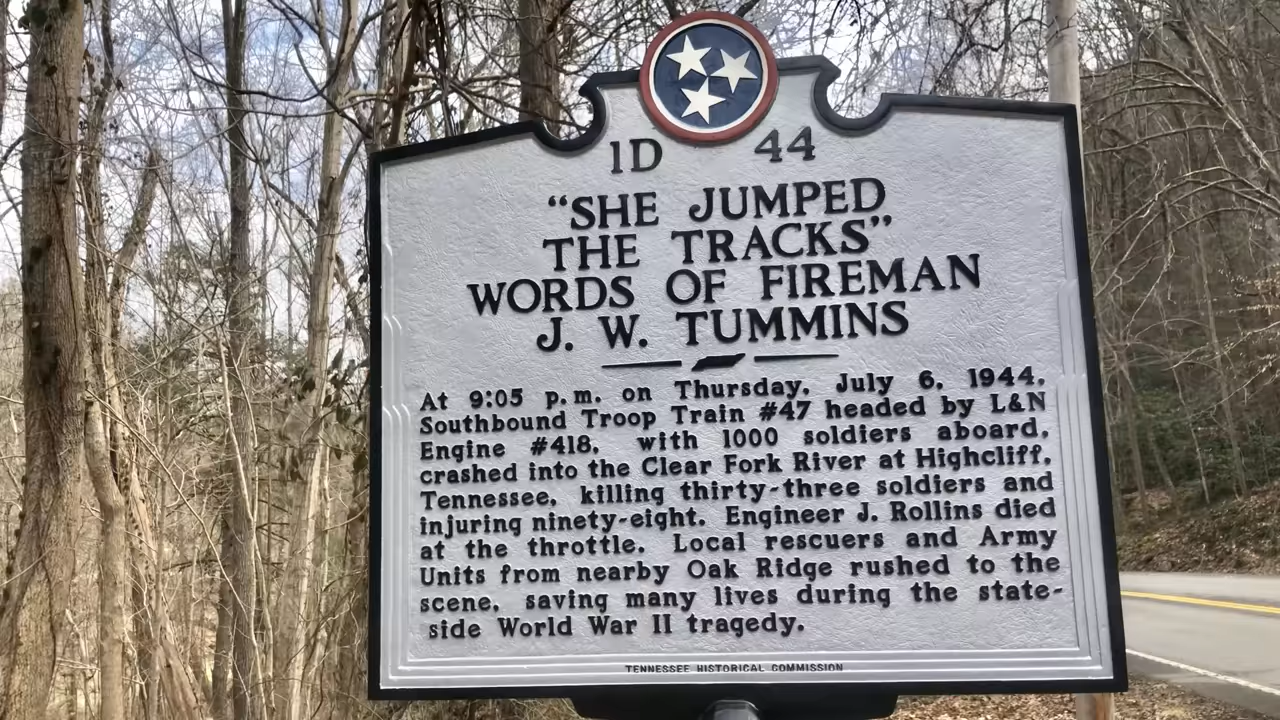 1D 44
“SHE JUMPED
THE TRACKS”
WORDS OF FIREMAN
J. W. TUMMINS
At 9:05 p.m. on Thursday, July 6, 1944,
Southbound Troop Train #47 headed by L&N
Engine #418, with 1000 soldiers aboard,
crashed into the Clear Fork River at Highcliff,
Tennessee, killing thirty-three soldiers and
injuring ninety-eight. Engineer J. Rollins died
at the throttle. Local rescuers and Army
Units from nearby Oak Ridge rushed to the
scene, saving many lives during the state-
side World War II tragedy.
TENNESSEE HISTORICAL COMMISSION